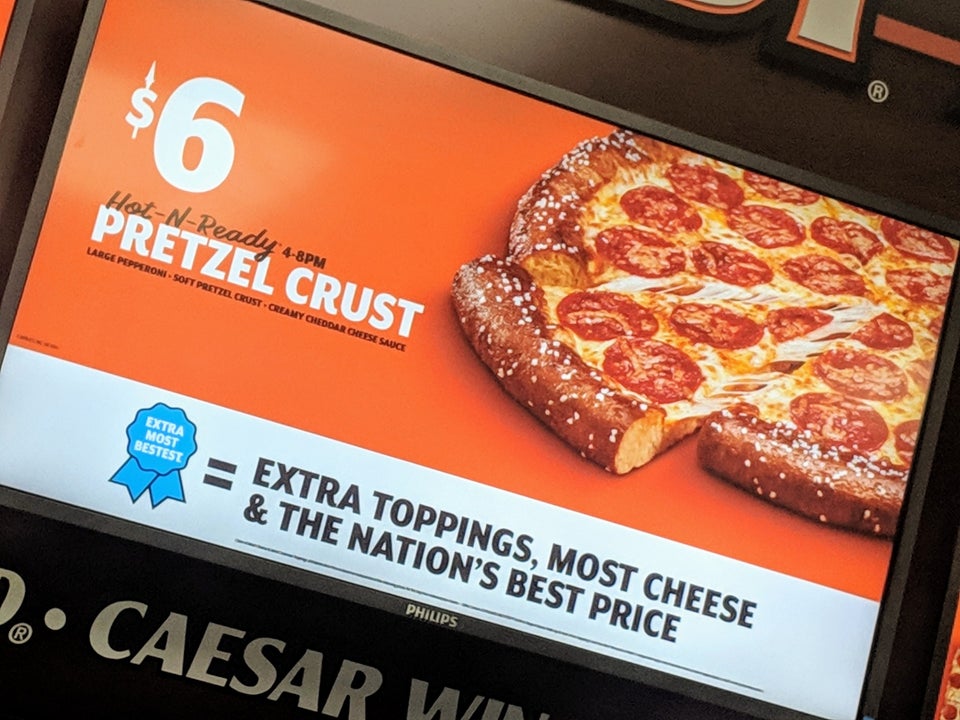 $6
Hot-N-Ready 4-8PM
PRETZEL CRUST
LARGE PEPPERONI • SOFT PRETZEL CRUST • CREAMY CHEDDAR CHEESE SAUCE
EXTRA
MOST
BESTEST
= EXTRA TOPPINGS, MOST CHEESE
& THE NATION'S BEST PRICE
PHILIPS
® • CAESAR WIN
®